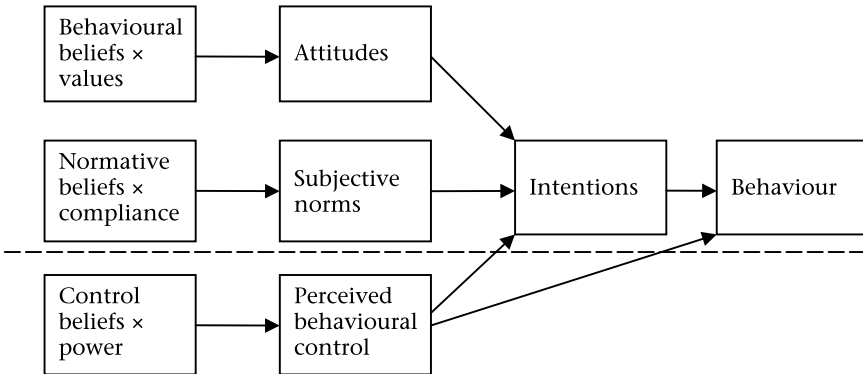 Behavioural
beliefs ×
values
Attitudes
Normative
beliefs ×
compliance
Subjective
norms
Intentions
Behaviour
Control
beliefs ×
power
Perceived
behavioural
control